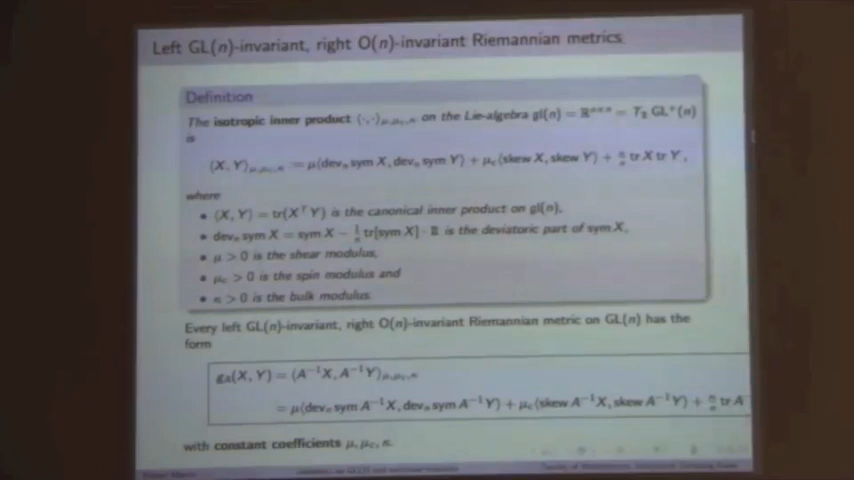 Left GL(n)-invariant, right O(n)-invariant Riemannian metrics
Definition
The isotropic inner product ⟨·,·⟩μ,μc,κ on the Lie-algebra gl(n) = ℝⁿˣⁿ = T𝟙 GL⁺(n)
is
⟨X, Y⟩μ,μc,κ := μ⟨devₙ sym X, devₙ sym Y⟩ + μc⟨skew X, skew Y⟩ + κ/n tr X tr Y,
where
• ⟨X, Y⟩ = tr(XᵀY) is the canonical inner product on gl(n),
• devₙ sym X = sym X − 1/n tr[sym X] · 𝟙 is the deviatoric part of sym X,
• μ > 0 is the shear modulus,
• μc > 0 is the spin modulus and
• κ > 0 is the bulk modulus.
Every left GL(n)-invariant, right O(n)-invariant Riemannian metric on GL(n) has the
form
gA(X, Y) = ⟨A⁻¹X, A⁻¹Y⟩μ,μc,κ
= μ⟨devₙ sym A⁻¹X, devₙ sym A⁻¹Y⟩ + μc⟨skew A⁻¹X, skew A⁻¹Y⟩ + κ/n tr A
with constant coefficients μ, μc, κ.